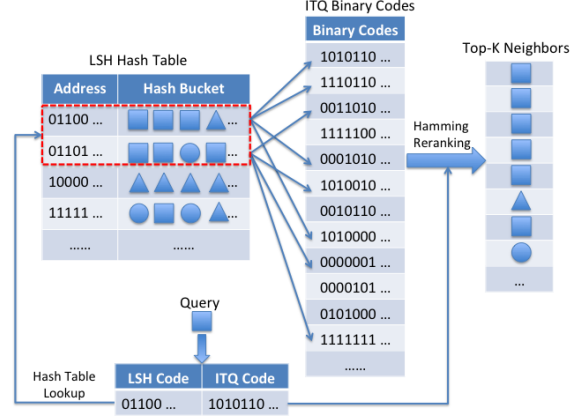 ITQ Binary Codes
LSH Hash Table
Top-K Neighbors
Address Hash Bucket
01100 ... ...
01101 ... ...
10000 ... ...
11111 ... ...
...... ......
Binary Codes
1010110 ...
1110110 ...
0011010 ...
1111100 ...
0001010 ...
1010010 ...
0010110 ...
1010000 ...
0000001 ...
0000101 ...
0101000 ...
1111111 ...
......
Hamming
Reranking
...
Query
Hash Table
Lookup
LSH Code ITQ Code
01100 ... 1010110 ...